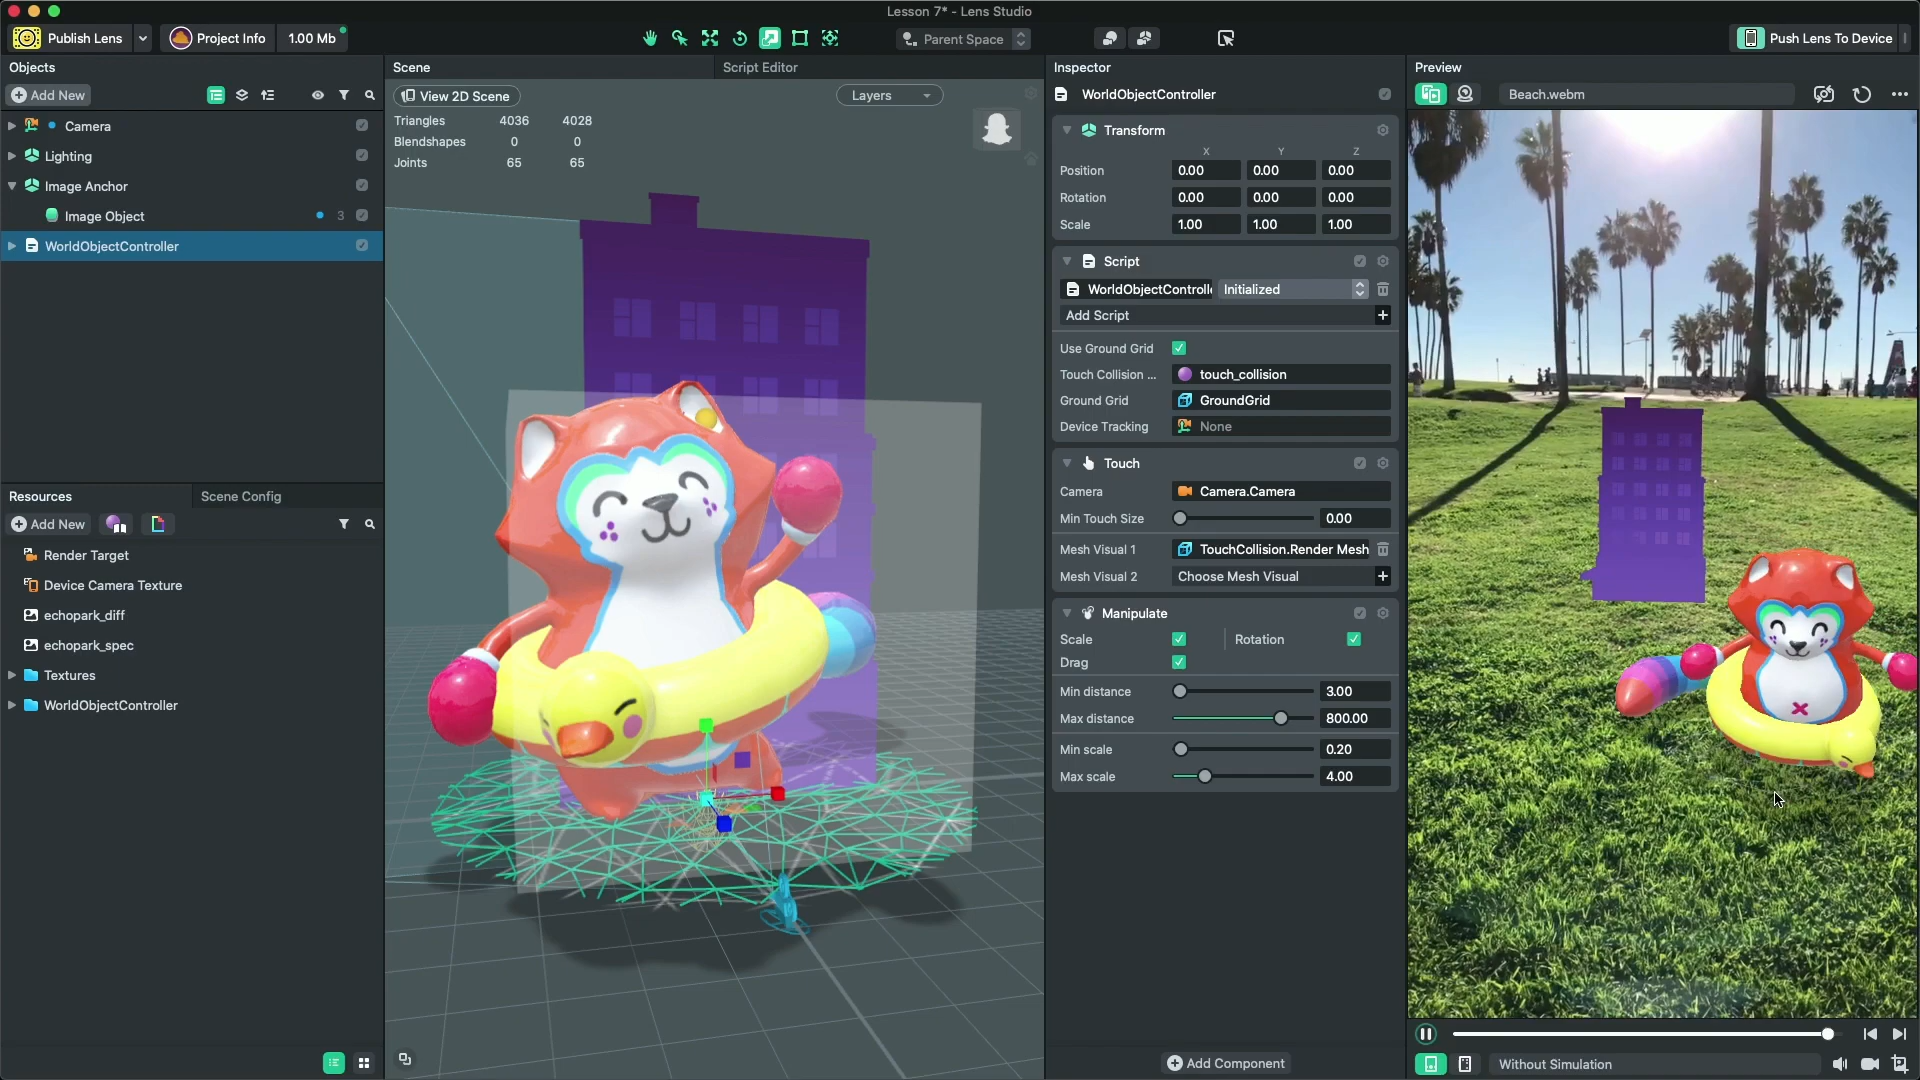 Lesson 7* - Lens Studio
Publish Lens
Project Info
1.00 Mb
Parent Space
Push Lens To Device
Objects
Add New
Camera
Lighting
Image Anchor
Image Object
3
WorldObjectController
Resources
Scene Config
Add New
Render Target
Device Camera Texture
echopark_diff
echopark_spec
Textures
WorldObjectController
Scene
Script Editor
View 2D Scene
Layers
Triangles 4036 4028
Blendshapes 0 0
Joints 65 65
Inspector
WorldObjectController
Transform
X Y Z
Position 0.00 0.00 0.00
Rotation 0.00 0.00 0.00
Scale 1.00 1.00 1.00
Script
WorldObjectControlle Initialized
Add Script
Use Ground Grid
Touch Collision ... touch_collision
Ground Grid GroundGrid
Device Tracking None
Touch
Camera Camera.Camera
Min Touch Size 0.00
Mesh Visual 1 TouchCollision.Render Mesh
Mesh Visual 2 Choose Mesh Visual
Manipulate
Scale Rotation
Drag
Min distance 3.00
Max distance 800.00
Min scale 0.20
Max scale 4.00
Add Component
Preview
Beach.webm
Without Simulation